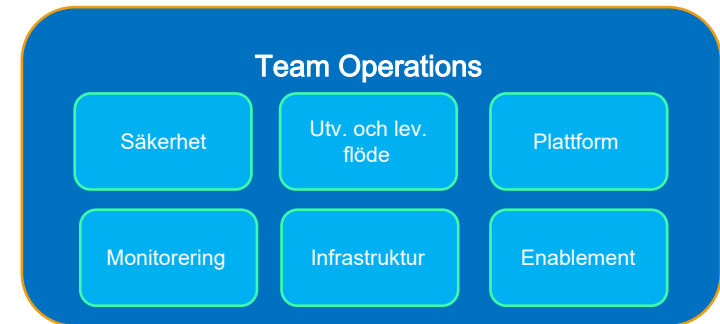 Team Operations
Säkerhet
Utv. och lev.
flöde
Plattform
Monitorering
Infrastruktur
Enablement